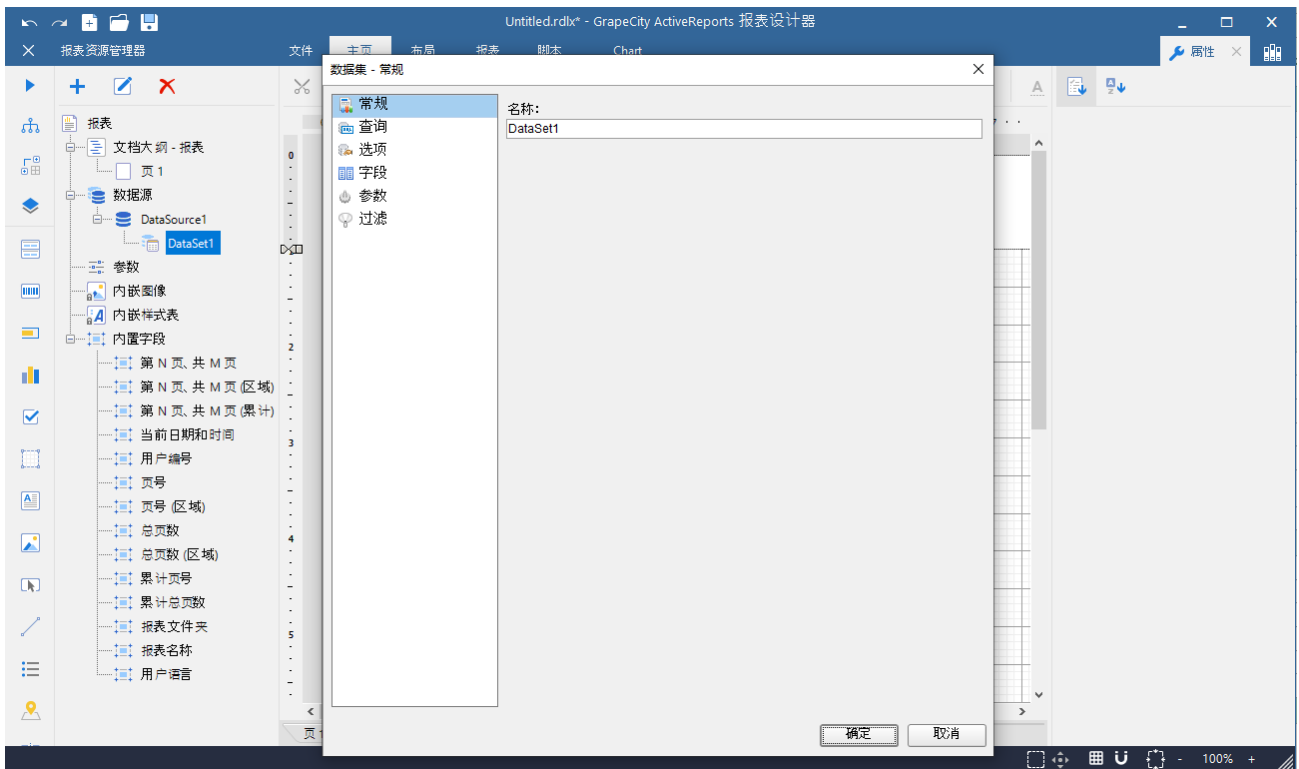 Untitled.rdlx* - GrapeCity ActiveReports 报表设计器
报表资源管理器
文件 主页 布局 报表 脚本 Chart
属性
报表
文档大纲 - 报表
页 1
数据源
DataSource1
DataSet1
参数
内嵌图像
内嵌样式表
内置字段
第 N 页、共 M 页
第 N 页、共 M 页 (区域)
第 N 页、共 M 页 (累计)
当前日期和时间
用户编号
页号
页号 (区域)
总页数
总页数 (区域)
累计页号
累计总页数
报表文件夹
报表名称
用户语言
0
2
3
4
5
页 1
数据集 - 常规
常规
查询
选项
字段
参数
过滤
名称:
DataSet1
确定
取消
- 100% +